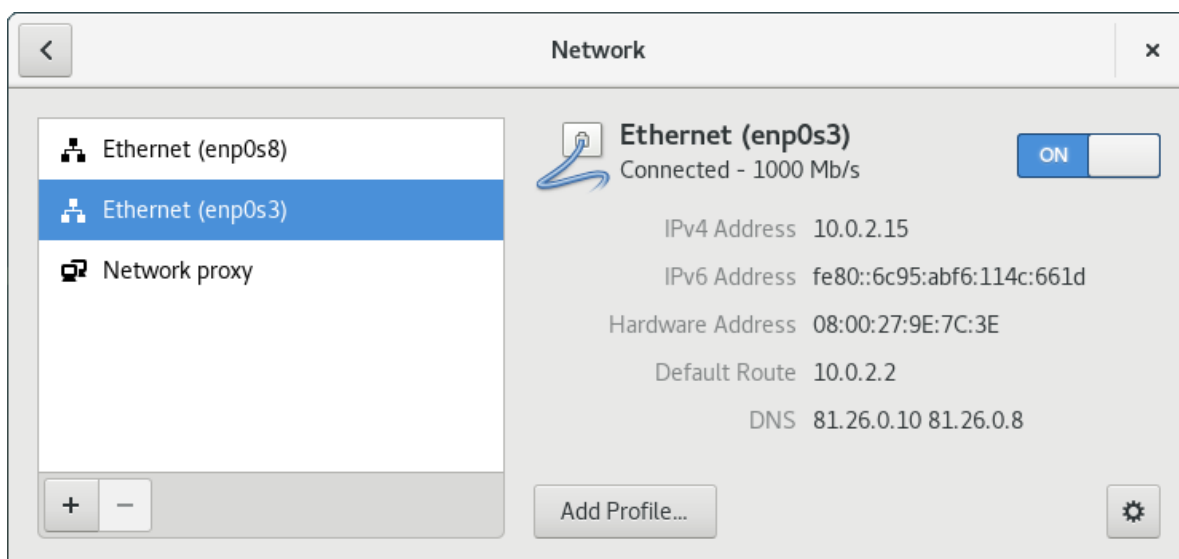 Network
Ethernet (enp0s8)
Ethernet (enp0s3)
Network proxy
Ethernet (enp0s3)
Connected - 1000 Mb/s
ON
IPv4 Address 10.0.2.15
IPv6 Address fe80::6c95:abf6:114c:661d
Hardware Address 08:00:27:9E:7C:3E
Default Route 10.0.2.2
DNS 81.26.0.10 81.26.0.8
Add Profile...